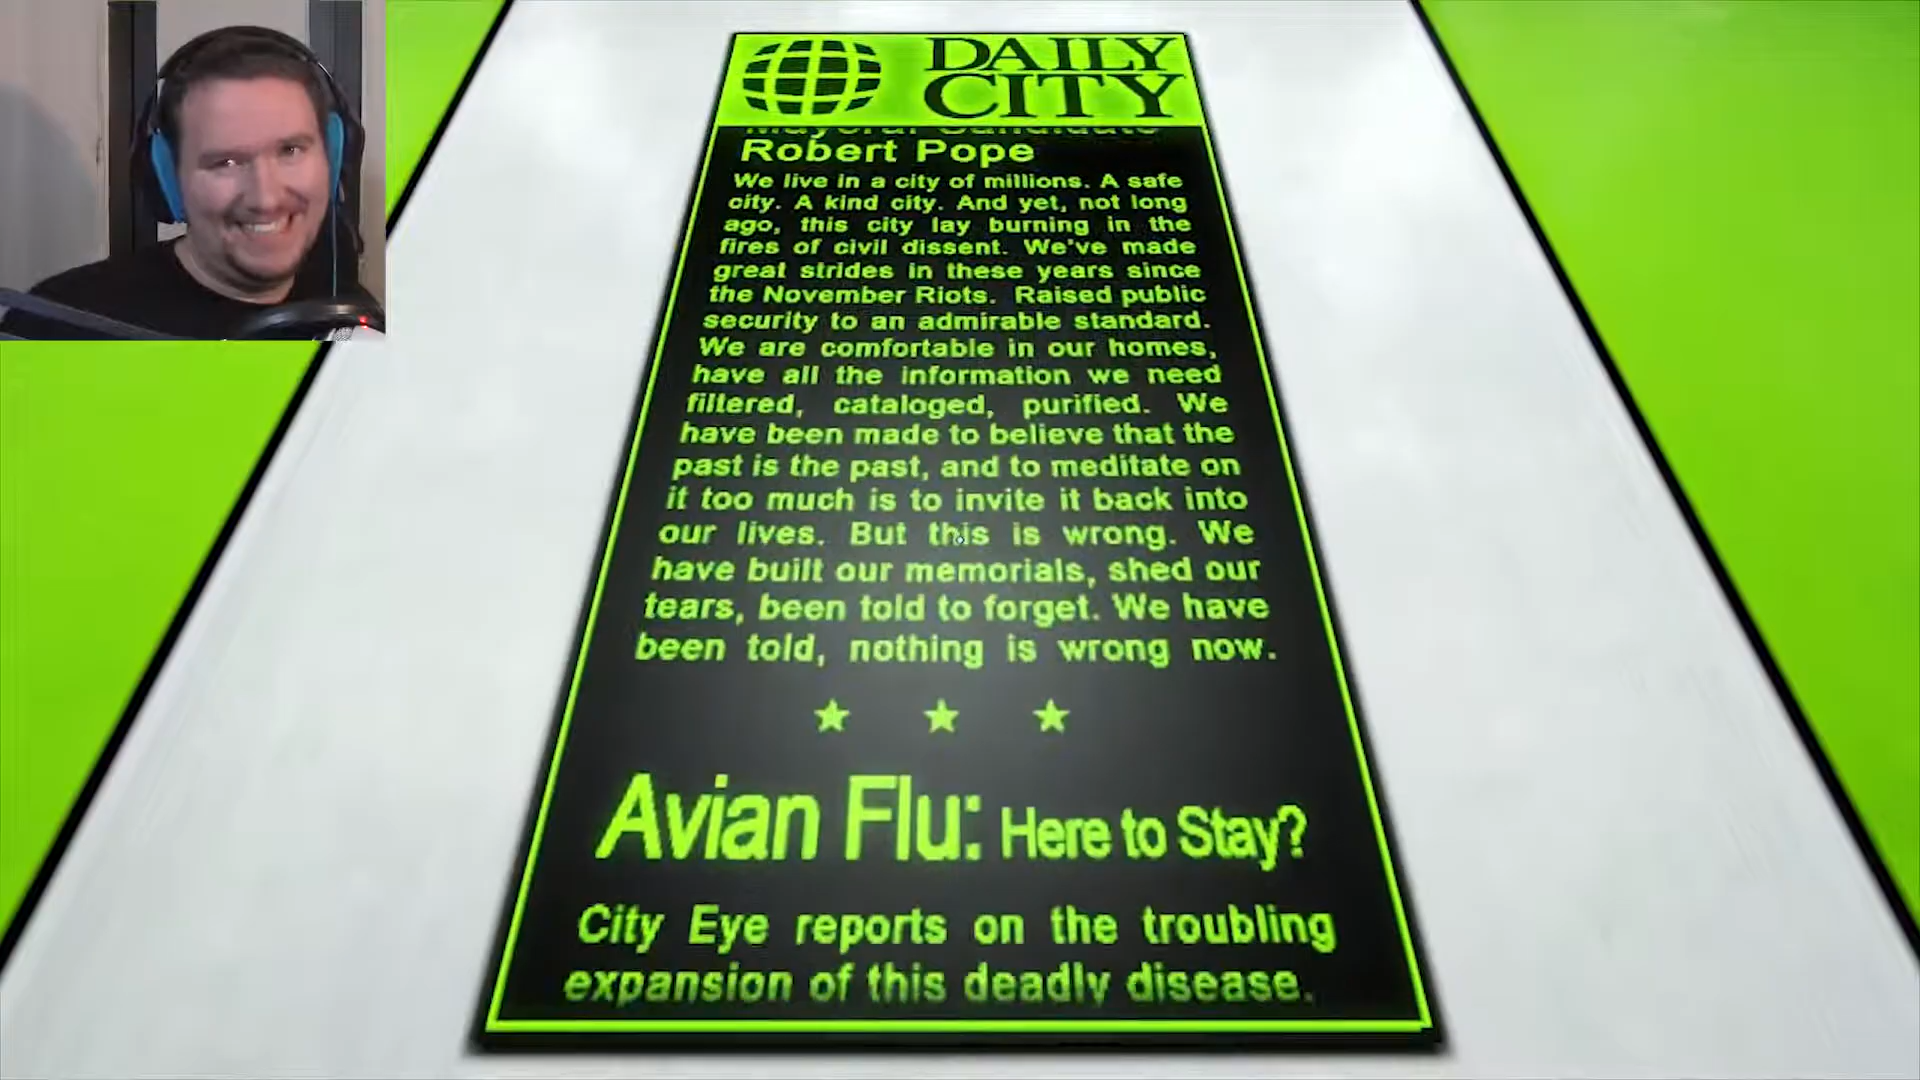 DAILY
CITY
Mayoral Candidate
Robert Pope
We live in a city of millions. A safe
city. A kind city. And yet, not long
ago, this city lay burning in the
fires of civil dissent. We've made
great strides in these years since
the November Riots. Raised public
security to an admirable standard.
We are comfortable in our homes,
have all the information we need
filtered, cataloged, purified. We
have been made to believe that the
past is the past, and to meditate on
it too much is to invite it back into
our lives. But this is wrong. We
have built our memorials, shed our
tears, been told to forget. We have
been told, nothing is wrong now.
Avian Flu: Here to Stay?
City Eye reports on the troubling
expansion of this deadly disease.